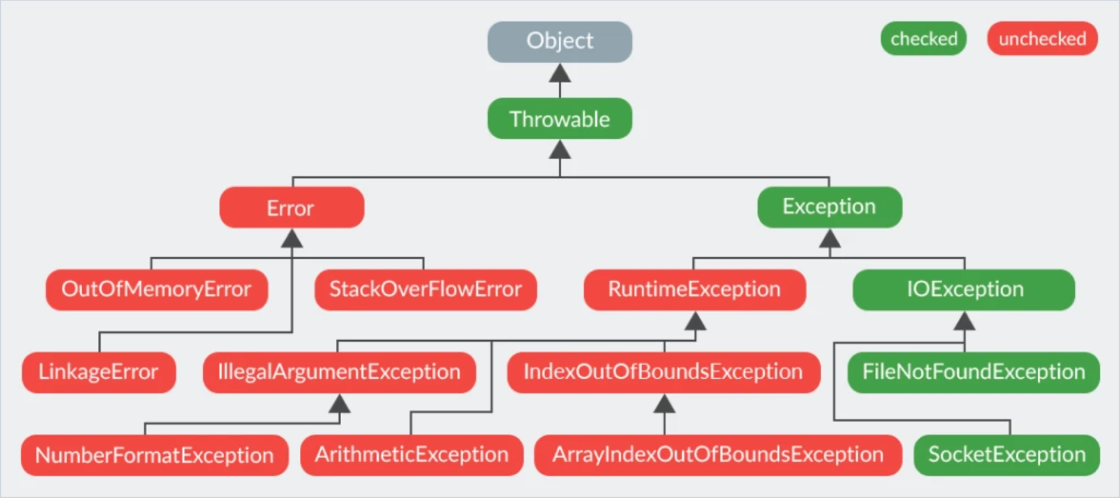 Object
checked
unchecked
Throwable
Error
Exception
OutOfMemoryError
StackOverFlowError
RuntimeException
IOException
LinkageError
IllegalArgumentException
IndexOutOfBoundsException
FileNotFoundException
NumberFormatException
ArithmeticException
ArrayIndexOutOfBoundsException
SocketException